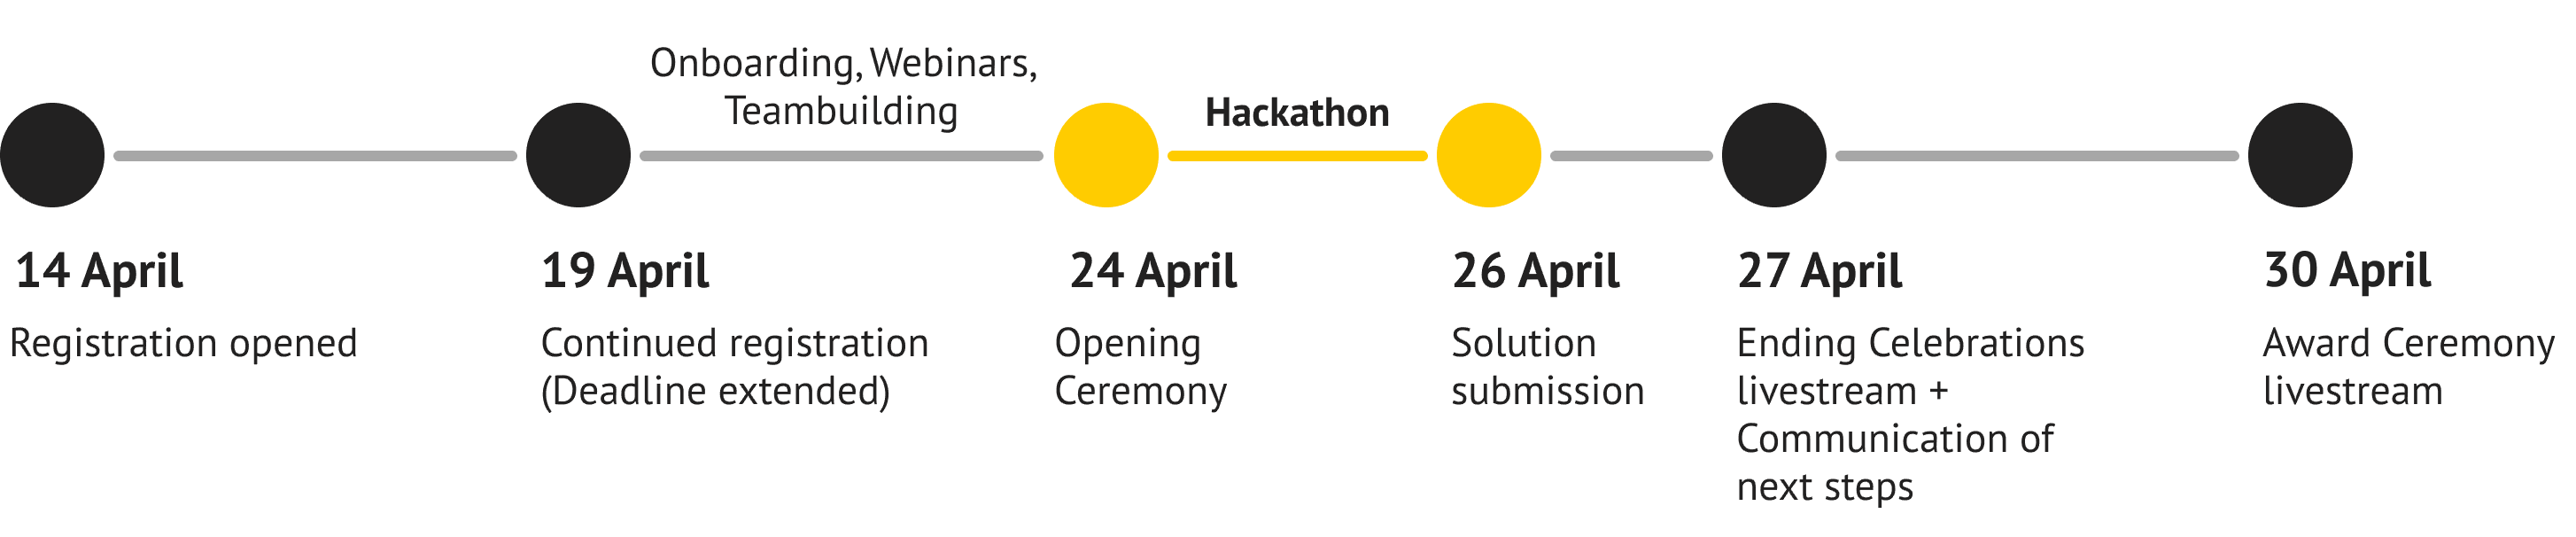 Onboarding, Webinars,
Teambuilding
Hackathon
14 April
Registration opened
19 April
Continued registration
(Deadline extended)
24 April
Opening
Ceremony
26 April
Solution
submission
27 April
Ending Celebrations
livestream +
Communication of
next steps
30 April
Award Ceremony
livestream